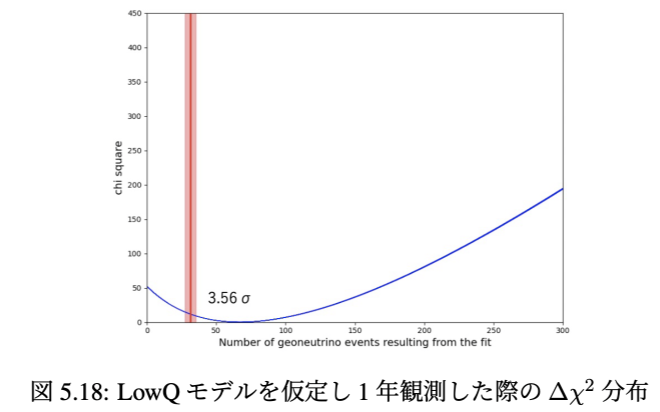 450
400
350
300
250
200
150
100
50
0
chi square
3.56 σ
0 50 100 150 200 250 300
Number of geoneutrino events resulting from the fit
図 5.18: LowQ モデルを仮定し 1 年観測した際の Δχ² 分布